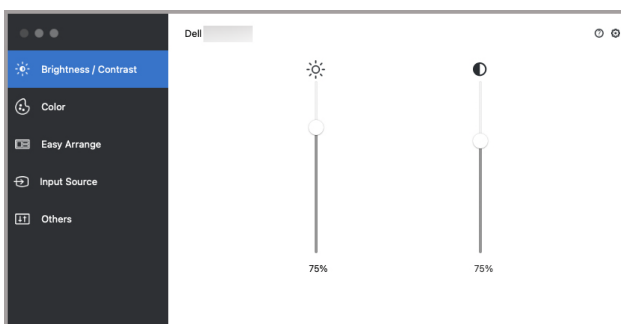 Dell
Brightness / Contrast
Color
Easy Arrange
Input Source
Others
75%
75%